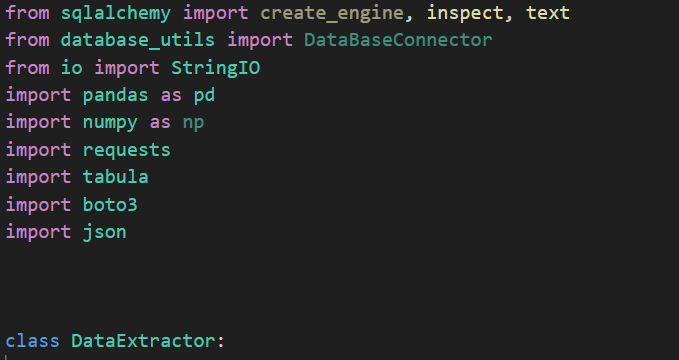 from sqlalchemy import create_engine, inspect, text
from database_utils import DataBaseConnector
from io import StringIO
import pandas as pd
import numpy as np
import requests
import tabula
import boto3
import json
class DataExtractor: